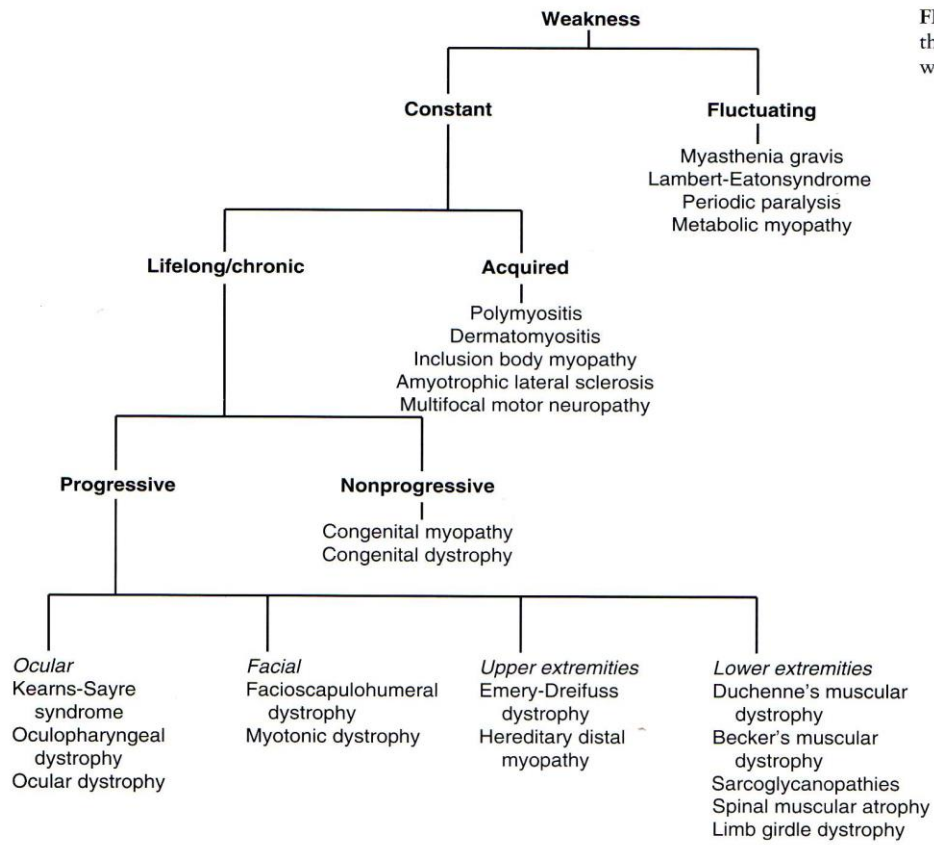 Weakness
FI
th
w
Constant
Fluctuating
Myasthenia gravis
Lambert-Eatonsyndrome
Periodic paralysis
Metabolic myopathy
Lifelong/chronic
Acquired
Polymyositis
Dermatomyositis
Inclusion body myopathy
Amyotrophic lateral sclerosis
Multifocal motor neuropathy
Progressive
Nonprogressive
Congenital myopathy
Congenital dystrophy
Ocular
Kearns-Sayre
syndrome
Oculopharyngeal
dystrophy
Ocular dystrophy
Facial
Facioscapulohumeral
dystrophy
Myotonic dystrophy
Upper extremities
Emery-Dreifuss
dystrophy
Hereditary distal
myopathy
Lower extremities
Duchenne's muscular
dystrophy
Becker's muscular
dystrophy
Sarcoglycanopathies
Spinal muscular atrophy
Limb girdle dystrophy